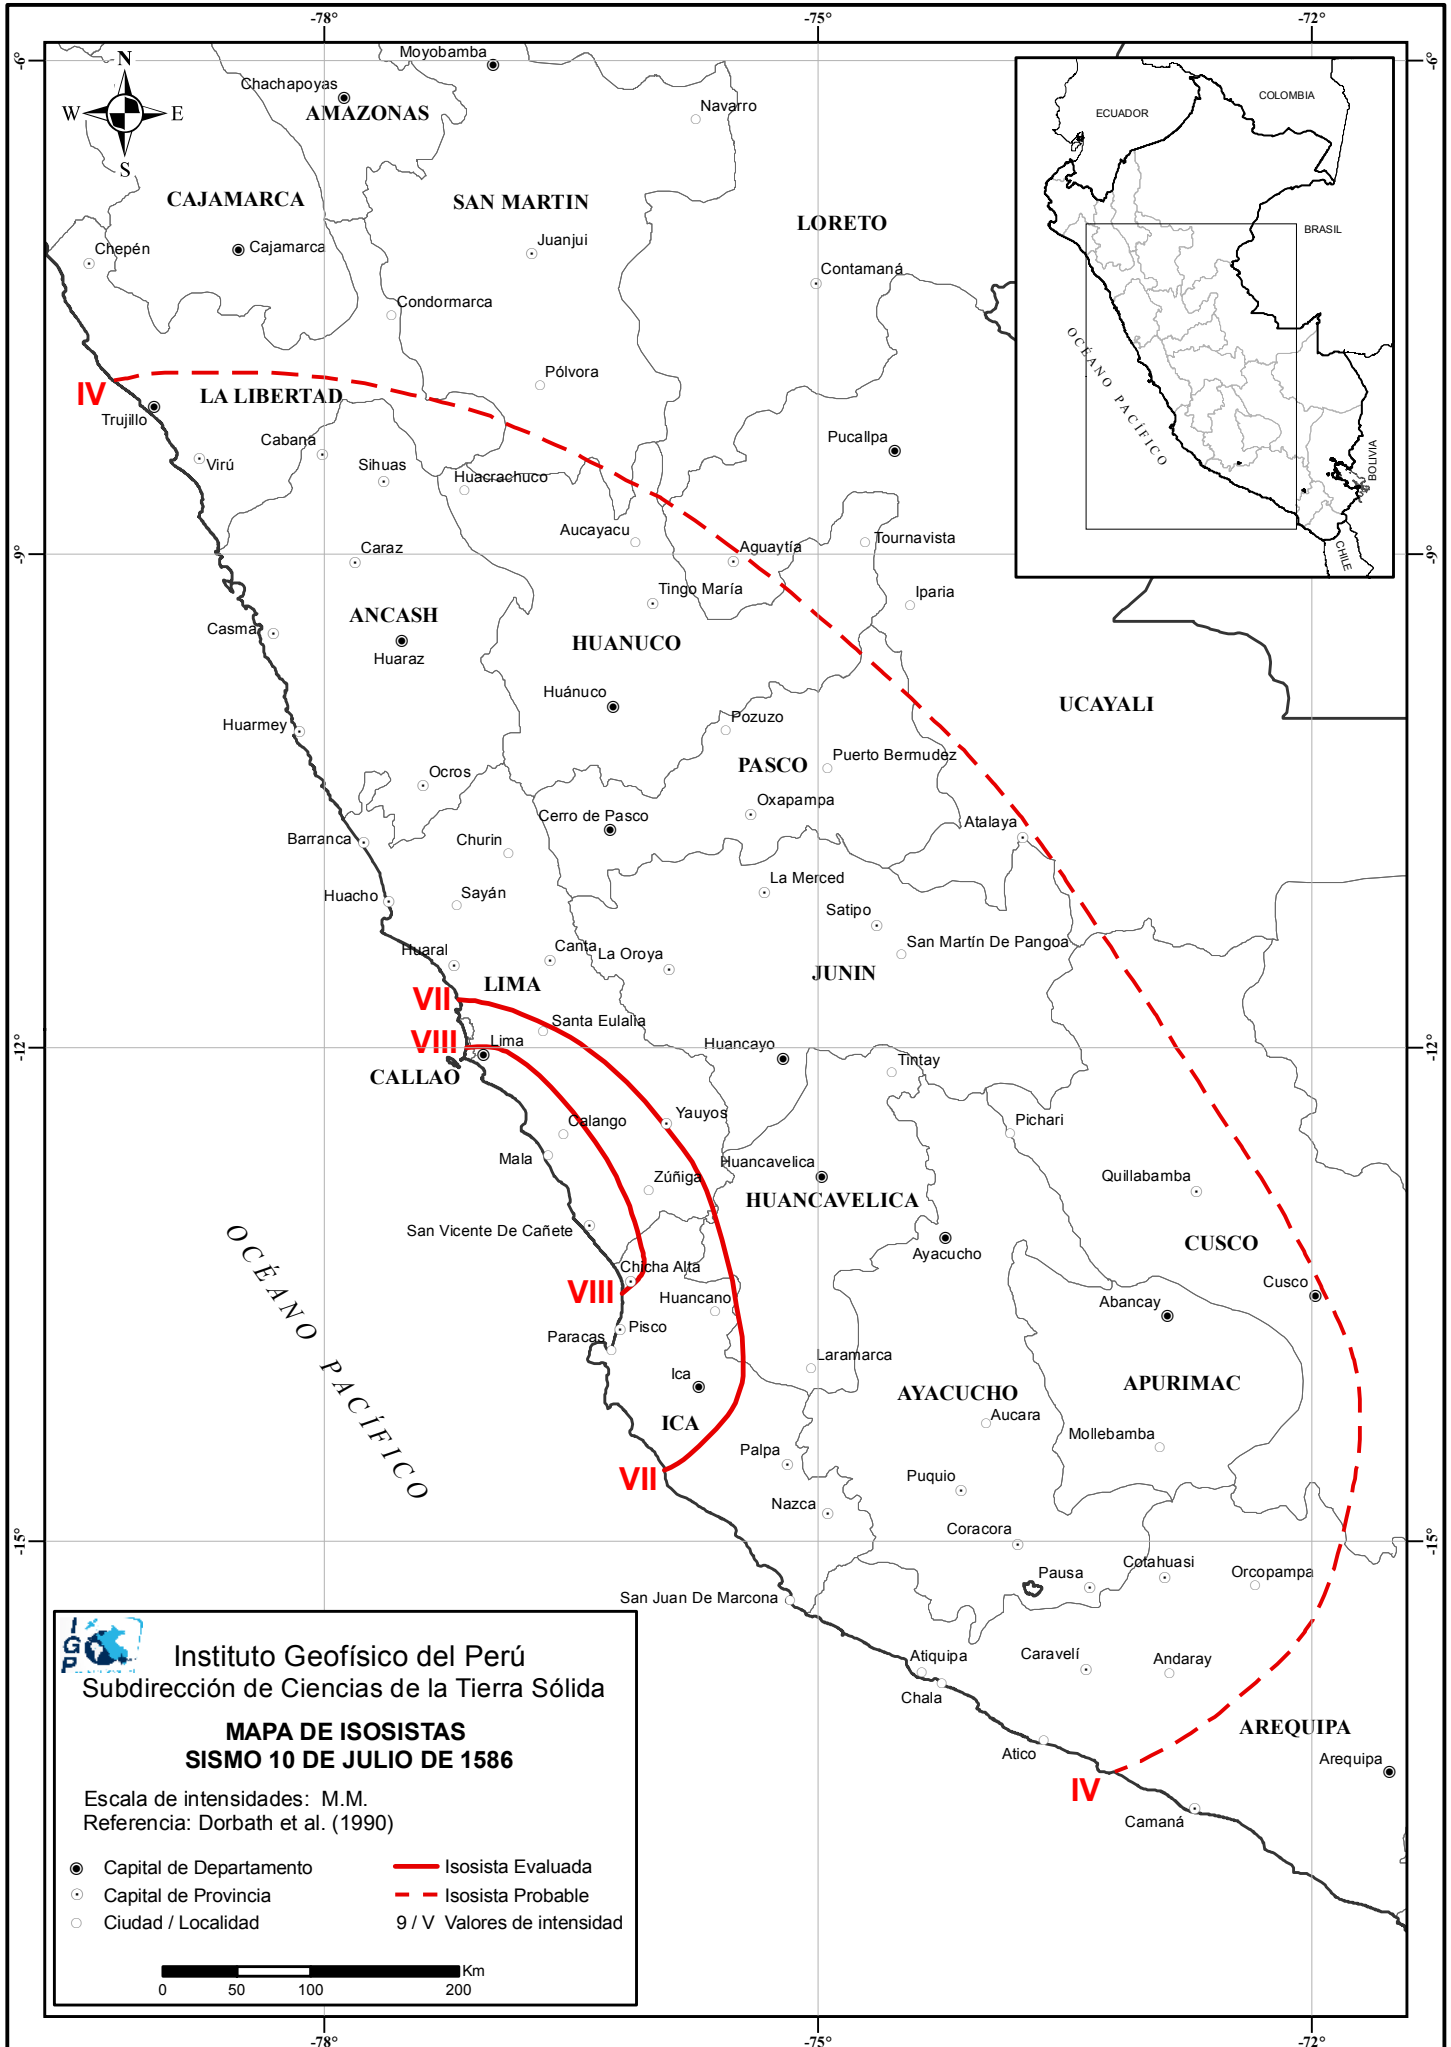 -78°
-75°
-72°
-6°
-6°
N
W
E
S
Moyobamba
Chachapoyas
AMAZONAS
Navarro
CAJAMARCA
SAN MARTIN
LORETO
Chepén
Cajamarca
Juanjui
Contamaná
Condormarca
ECUADOR
COLOMBIA
BRASIL
OCÉANO PACÍFICO
BOLIVIA
CHILE
IV
LA LIBERTAD
Pólvora
Trujillo
Cabana
Virú
Sihuas
Huacrachuco
Pucallpa
Aucayacu
Aguaytía
Tournavista
-9°
-9°
Caraz
Tingo María
Iparia
ANCASH
Casma
Huaraz
HUANUCO
Huánuco
UCAYALI
Huarmey
Pozuzo
PASCO
Puerto Bermudez
Ocros
Oxapampa
Cerro de Pasco
Atalaya
Barranca
Churin
La Merced
Huacho
Sayán
Satipo
Huaral
Canta
La Oroya
San Martín De Pangoa
LIMA
JUNIN
VII
Santa Eulalia
VIII
Lima
Huancayo
-12°
-12°
CALLAO
Tintay
Calango
Yauyos
Pichari
Mala
Huancavelica
Zúñiga
Quillabamba
HUANCAVELICA
San Vicente De Cañete
Ayacucho
CUSCO
Chicha Alta
VIII
Huancano
Abancay
Cusco
OCÉANO PACÍFICO
Paracas
Pisco
Laramarca
Ica
AYACUCHO
APURIMAC
ICA
Aucara
Mollebamba
VII
Palpa
Puquio
Nazca
Coracora
-15°
-15°
Pausa
Cotahuasi
Orcopampa
San Juan De Marcona
Atiquipa
Caravelí
Andaray
Chala
AREQUIPA
Atico
Arequipa
IV
Camaná
IGP
Instituto Geofísico del Perú
Subdirección de Ciencias de la Tierra Sólida
MAPA DE ISOSISTAS
SISMO 10 DE JULIO DE 1586
Escala de intensidades: M.M.
Referencia: Dorbath et al. (1990)
Capital de Departamento
Isosista Evaluada
Capital de Provincia
Isosista Probable
Ciudad / Localidad
9 / V Valores de intensidad
Km
0 50 100 200
-78°
-75°
-72°